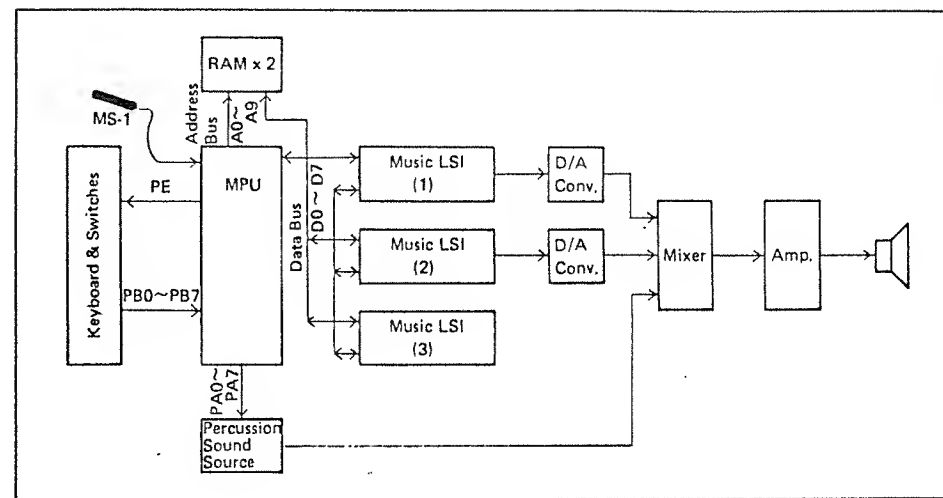 RAM x 2
MS-1
Address
Bus
A0~
A9
MPU
PE
Keyboard & Switches
PB0~PB7
Data Bus
D0~D7
Music LSI
(1)
D/A
Conv.
Music LSI
(2)
D/A
Conv.
Mixer
Amp.
Music LSI
(3)
PA0~
PA7
Percussion
Sound
Source